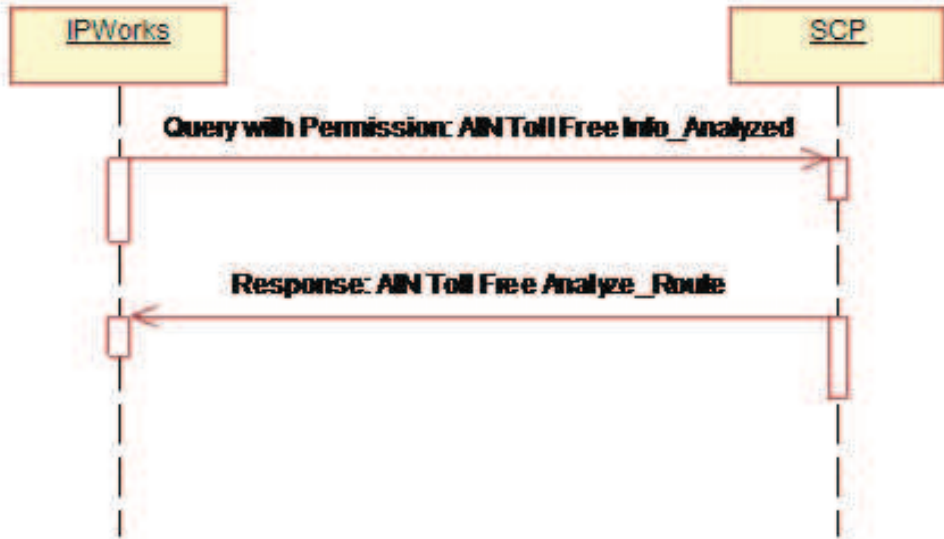 IPWorks
SCP
Query with Permission: AIN Toll Free Info_Analyzed
Response: AIN Toll Free Analyze_Route